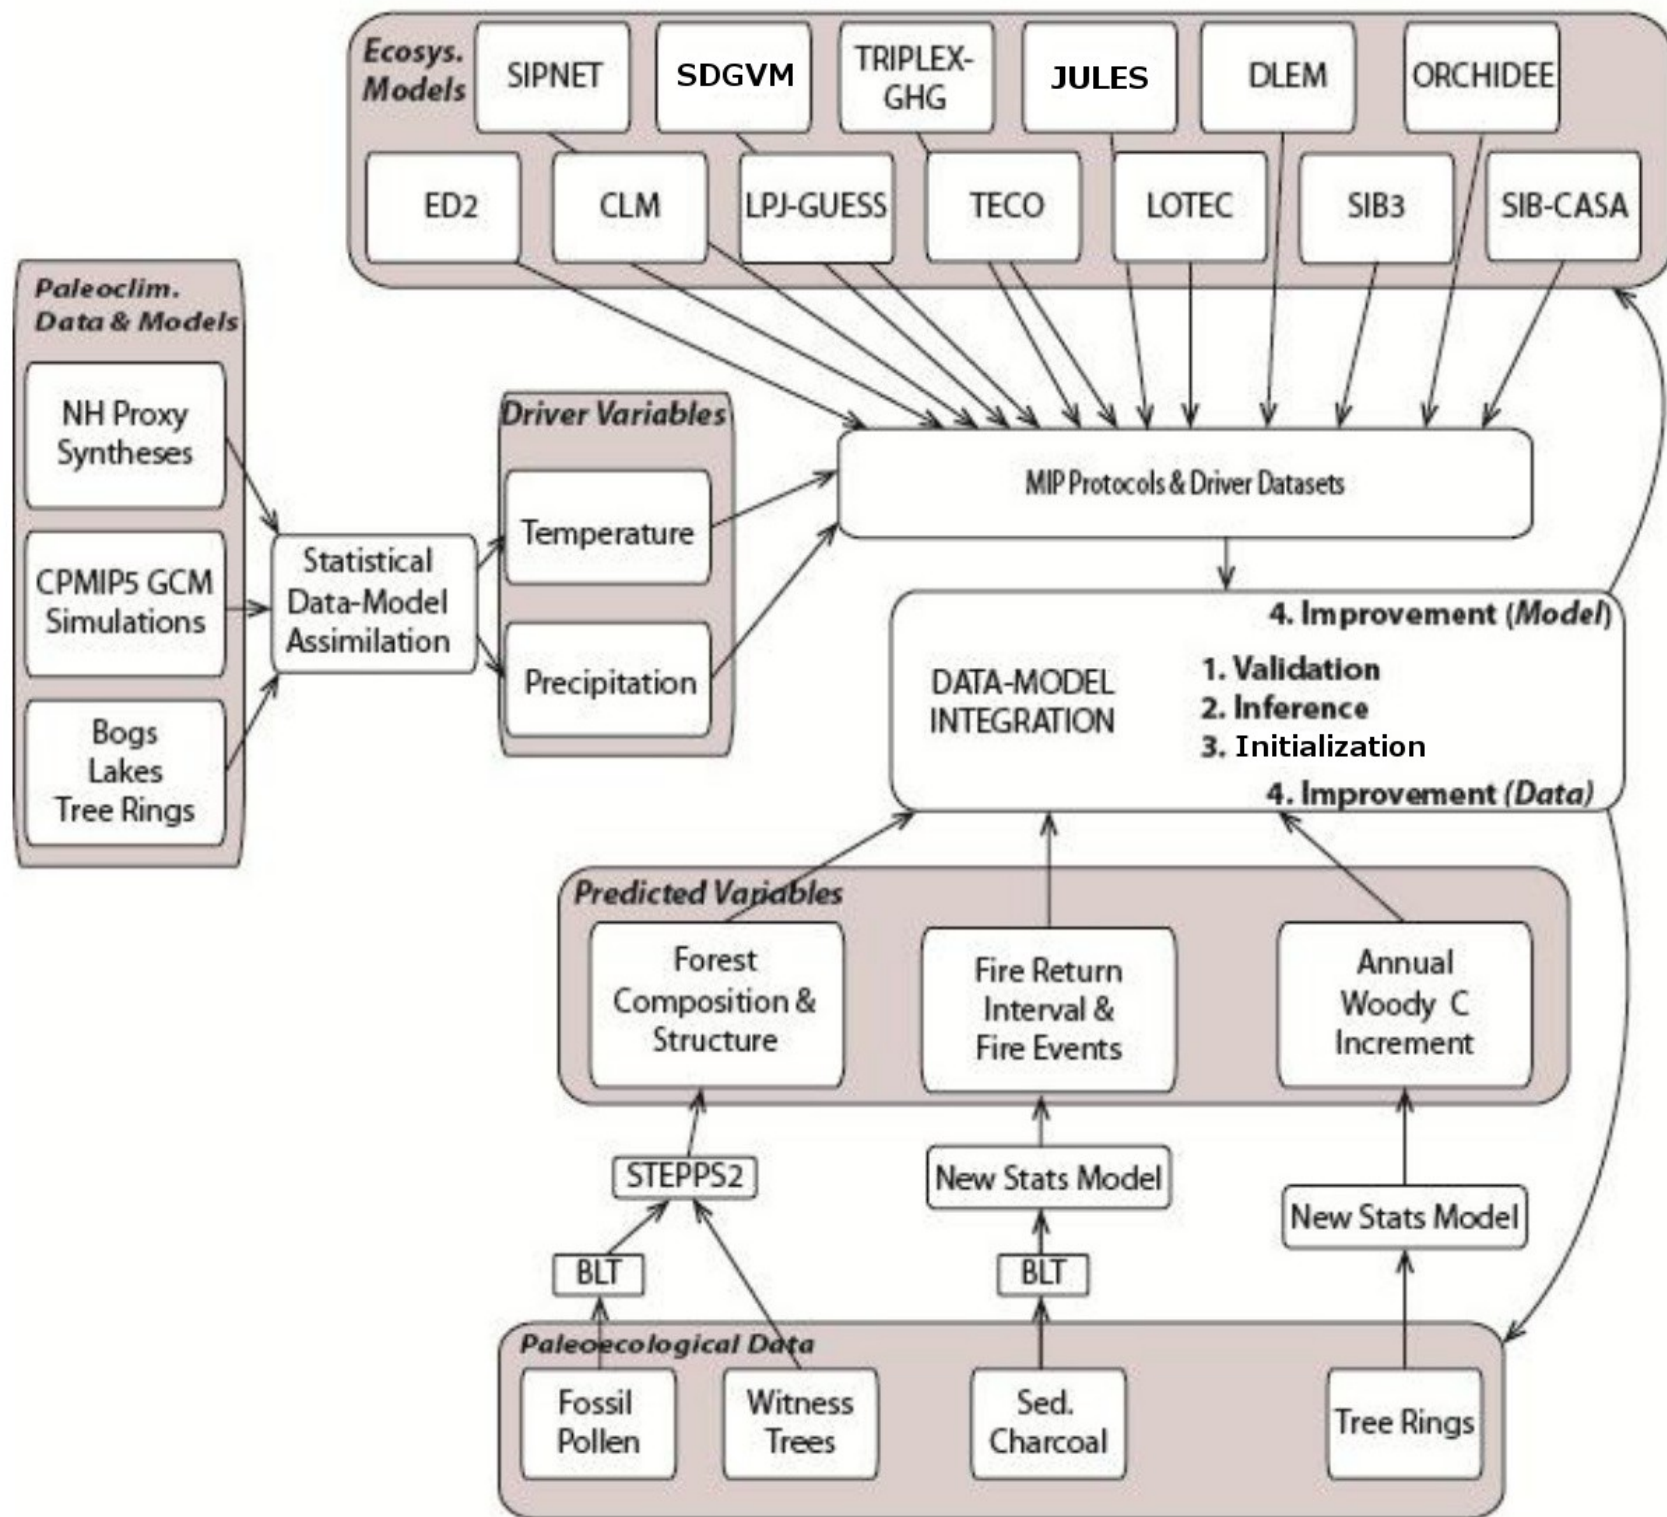 Ecosys.
Models
SIPNET
SDGVM
TRIPLEX-
GHG
JULES
DLEM
ORCHIDEE
ED2
CLM
LPJ-GUESS
TECO
LOTEC
SIB3
SIB-CASA
Paleoclim.
Data & Models
NH Proxy
Syntheses
CPMIP5 GCM
Simulations
Bogs
Lakes
Tree Rings
Statistical
Data-Model
Assimilation
Driver Variables
Temperature
Precipitation
MIP Protocols & Driver Datasets
4. Improvement (Model)
DATA-MODEL
INTEGRATION
1. Validation
2. Inference
3. Initialization
4. Improvement (Data)
Predicted Variables
Forest
Composition &
Structure
Fire Return
Interval &
Fire Events
Annual
Woody C
Increment
STEPPS2
New Stats Model
New Stats Model
BLT
BLT
Paleoecological Data
Fossil
Pollen
Witness
Trees
Sed.
Charcoal
Tree Rings